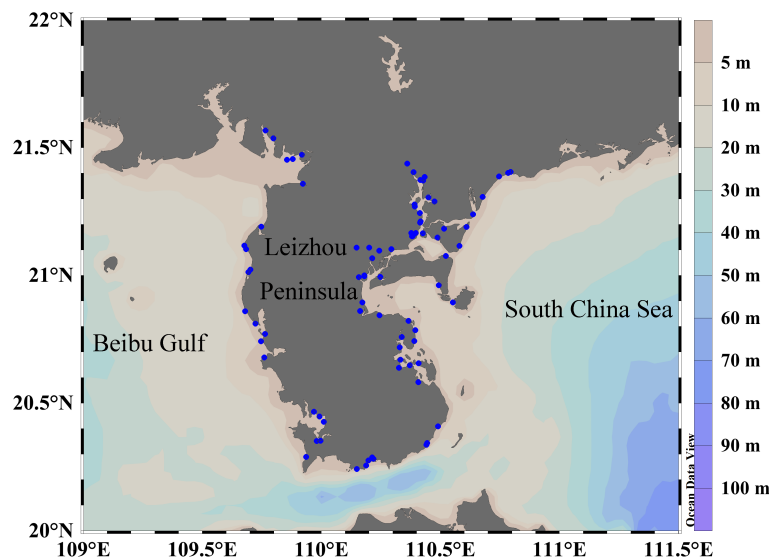 22°N
21.5°N
21°N
20.5°N
20°N
109°E
109.5°E
110°E
110.5°E
111°E
111.5°E
Leizhou
Peninsula
Beibu Gulf
South China Sea
5 m
10 m
20 m
30 m
40 m
50 m
60 m
70 m
80 m
90 m
100 m
Ocean Data View